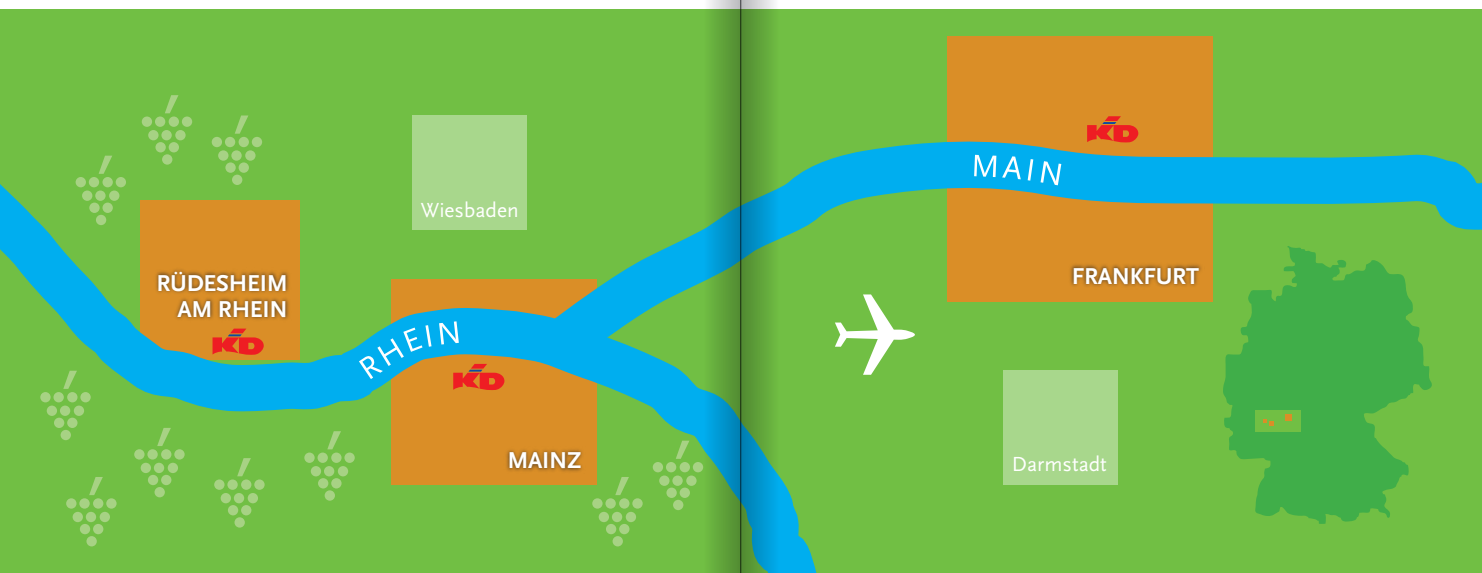 Wiesbaden
RÜDESHEIM
AM RHEIN
KD
RHEIN
KD
MAINZ
KD
MAIN
FRANKFURT
Darmstadt